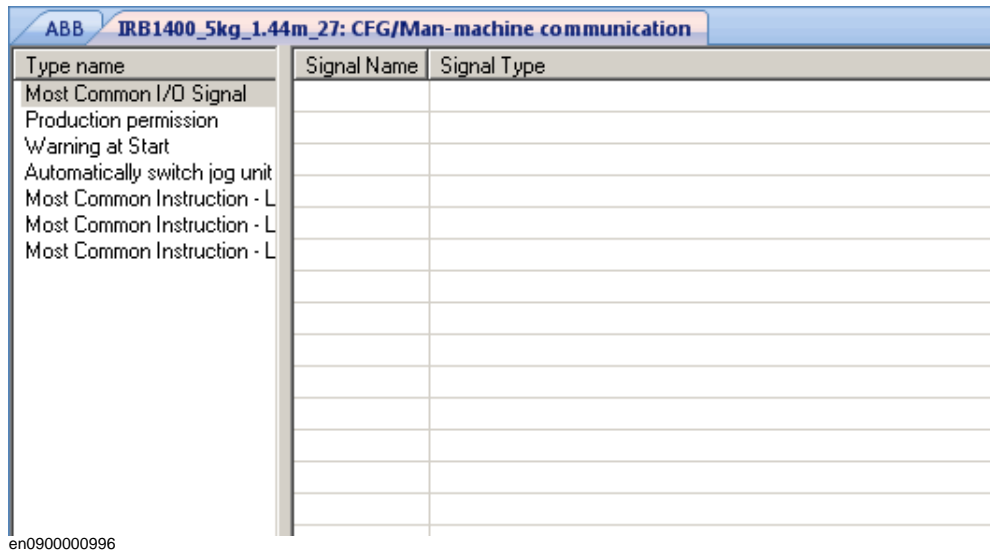 ABB IRB1400_5kg_1.44m_27: CFG/Man-machine communication
Type name Signal Name Signal Type
Most Common I/O Signal
Production permission
Warning at Start
Automatically switch jog unit
Most Common Instruction - L
Most Common Instruction - L
Most Common Instruction - L
en0900000996